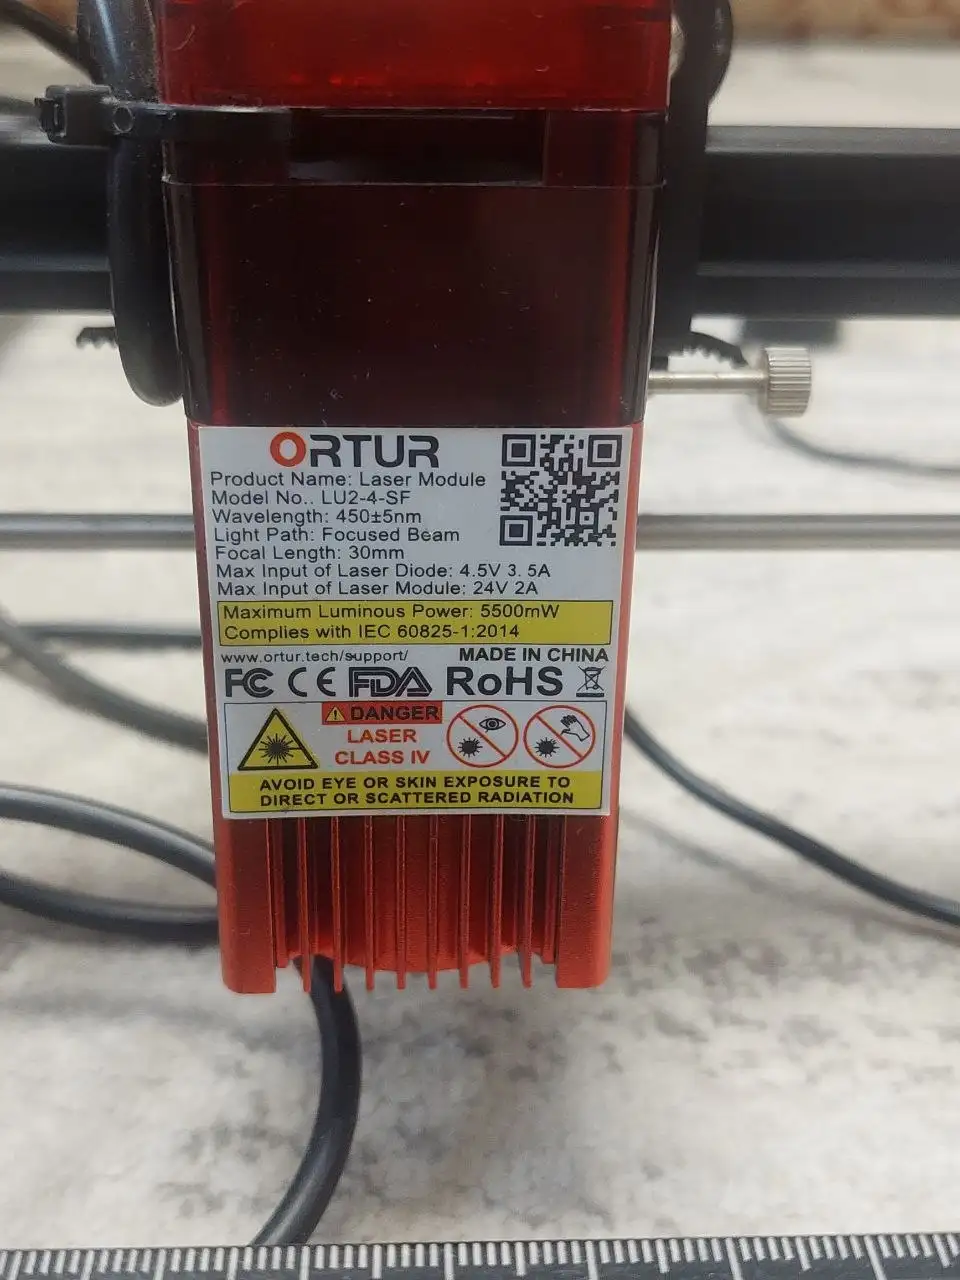 ORTUR
Product Name: Laser Module
Model No.. LU2-4-SF
Wavelength: 450±5nm
Light Path: Focused Beam
Focal Length: 30mm
Max Input of Laser Diode: 4.5V 3. 5A
Max Input of Laser Module: 24V 2A
Maximum Luminous Power: 5500mW
Complies with IEC 60825-1:2014
www.ortur.tech/support/ MADE IN CHINA
FC CE FDA RoHS
DANGER
LASER
CLASS IV
AVOID EYE OR SKIN EXPOSURE TO
DIRECT OR SCATTERED RADIATION